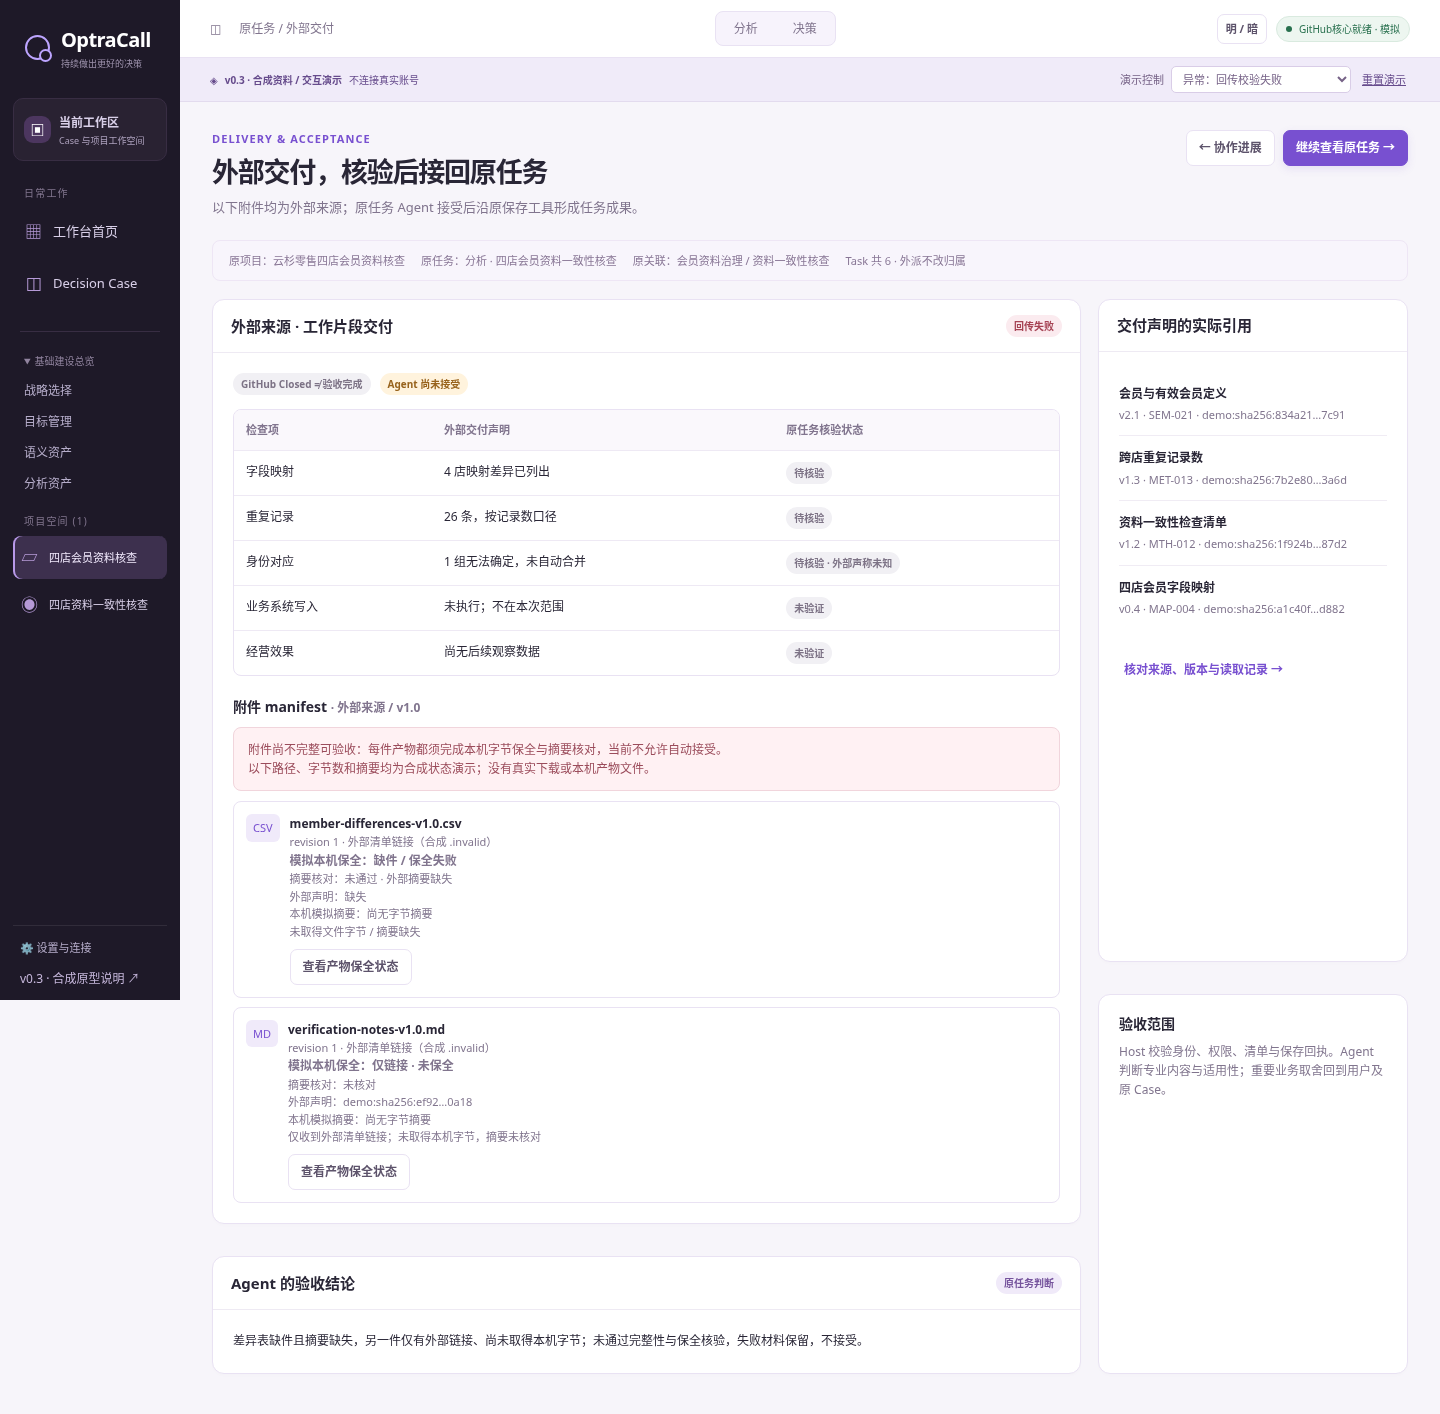 OptraCall
持续做出更好的决策
当前工作区
Case 与项目工作空间
日常工作
工作台首页
Decision Case
▼ 基础建设总览
战略选择
目标管理
语义资产
分析资产
项目空间 (1)
四店会员资料核查
四店资料一致性核查
⚙️ 设置与连接
v0.3 · 合成原型说明 ↗
原任务 / 外部交付
分析
决策
明 / 暗
GitHub核心就绪 · 模拟
◈ v0.3 · 合成资料 / 交互演示 不连接真实账号
演示控制
异常：回传校验失败
重置演示
DELIVERY & ACCEPTANCE
外部交付，核验后接回原任务
以下附件均为外部来源；原任务 Agent 接受后沿原保存工具形成任务成果。
← 协作进展
继续查看原任务 →
原项目：云杉零售四店会员资料核查 原任务：分析 · 四店会员资料一致性核查 原关联：会员资料治理 / 资料一致性核查 Task 共 6 · 外派不改归属
外部来源 · 工作片段交付
回传失败
GitHub Closed ≠ 验收完成
Agent 尚未接受
检查项 外部交付声明 原任务核验状态
字段映射 4 店映射差异已列出 待核验
重复记录 26 条，按记录数口径 待核验
身份对应 1 组无法确定，未自动合并 待核验 · 外部声称未知
业务系统写入 未执行；不在本次范围 未验证
经营效果 尚无后续观察数据 未验证
附件 manifest · 外部来源 / v1.0
附件尚不完整可验收：每件产物都须完成本机字节保全与摘要核对，当前不允许自动接受。
以下路径、字节数和摘要均为合成状态演示；没有真实下载或本机产物文件。
CSV
member-differences-v1.0.csv
revision 1 · 外部清单链接（合成 .invalid）
模拟本机保全：缺件 / 保全失败
摘要核对：未通过 · 外部摘要缺失
外部声明：缺失
本机模拟摘要：尚无字节摘要
未取得文件字节 / 摘要缺失
查看产物保全状态
MD
verification-notes-v1.0.md
revision 1 · 外部清单链接（合成 .invalid）
模拟本机保全：仅链接 · 未保全
摘要核对：未核对
外部声明：demo:sha256:ef92…0a18
本机模拟摘要：尚无字节摘要
仅收到外部清单链接；未取得本机字节，摘要未核对
查看产物保全状态
Agent 的验收结论
原任务判断
差异表缺件且摘要缺失，另一件仅有外部链接、尚未取得本机字节；未通过完整性与保全核验，失败材料保留，不接受。
交付声明的实际引用
会员与有效会员定义
v2.1 · SEM-021 · demo:sha256:834a21…7c91
跨店重复记录数
v1.3 · MET-013 · demo:sha256:7b2e80…3a6d
资料一致性检查清单
v1.2 · MTH-012 · demo:sha256:1f924b…87d2
四店会员字段映射
v0.4 · MAP-004 · demo:sha256:a1c40f…d882
核对来源、版本与读取记录 →
验收范围
Host 校验身份、权限、清单与保存回执。Agent
判断专业内容与适用性；重要业务取舍回到用户及
原 Case。